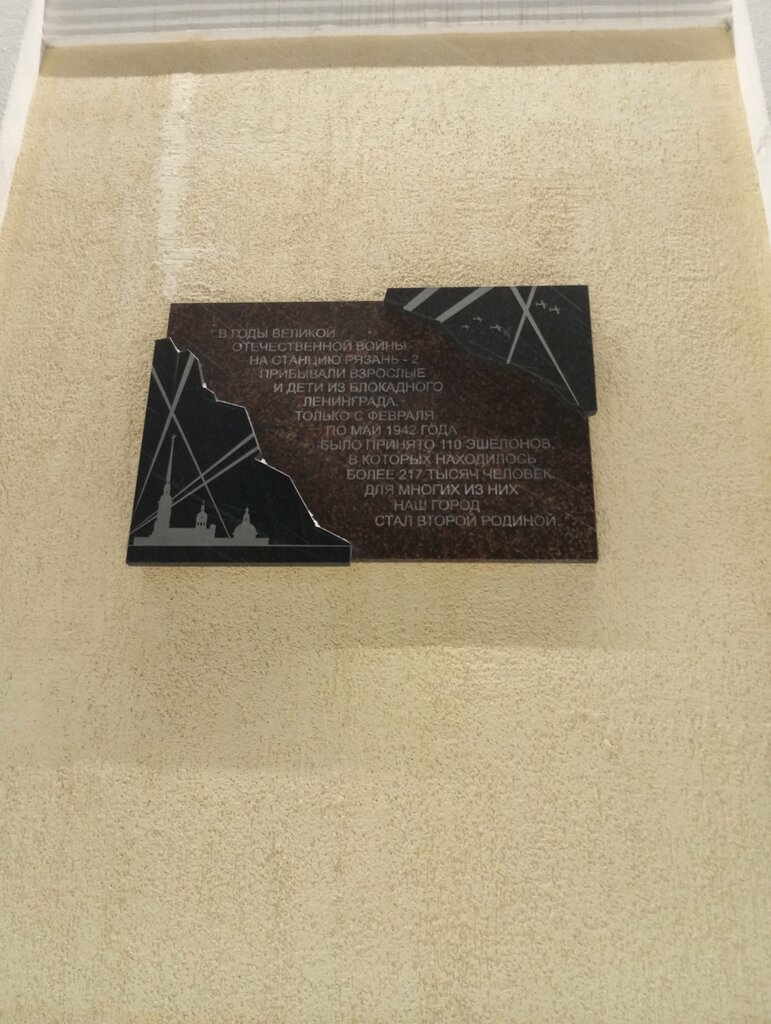 В ГОДЫ ВЕЛИКОЙ
ОТЕЧЕСТВЕННОЙ ВОЙНЫ
НА СТАНЦИЮ РЯЗАНЬ - 2
ПРИБЫВАЛИ ВЗРОСЛЫЕ
И ДЕТИ ИЗ БЛОКАДНОГО
ЛЕНИНГРАДА.
ТОЛЬКО С ФЕВРАЛЯ
ПО МАЙ 1942 ГОДА
БЫЛО ПРИНЯТО 110 ЭШЕЛОНОВ,
В КОТОРЫХ НАХОДИЛОСЬ
БОЛЕЕ 217 ТЫСЯЧ ЧЕЛОВЕК.
ДЛЯ МНОГИХ ИЗ НИХ
НАШ ГОРОД
СТАЛ ВТОРОЙ РОДИНОЙ.